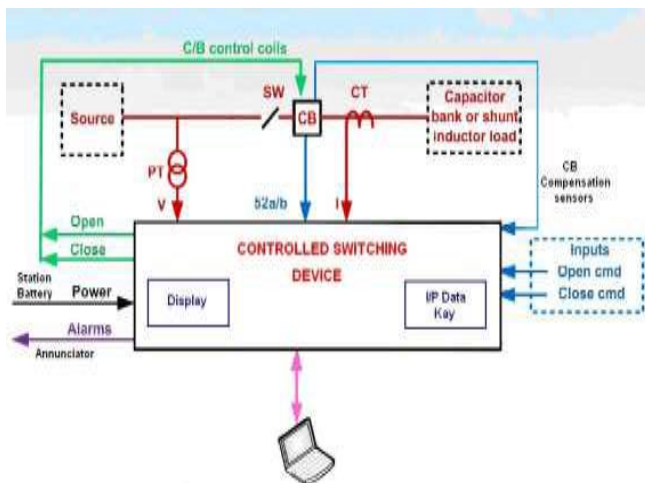 C/B control coils
SW
CT
Source
CB
Capacitor
bank or shunt
inductor load
PT
CB
Compensation
sensors
V
52a/b
I
Open
Close
CONTROLLED SWITCHING
DEVICE
Inputs
Open cmd
Close cmd
Station
Battery
Power
Display
I/P Data
Key
Alarms
Annunciator